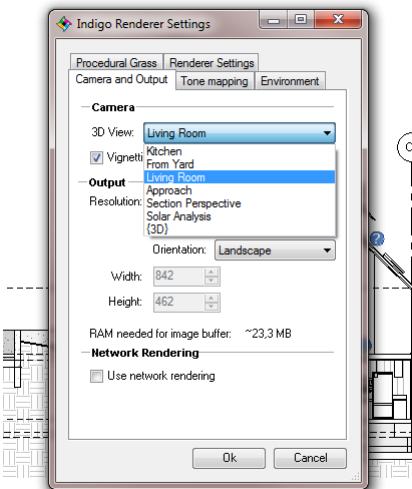 Indigo Renderer Settings
Procedural Grass Renderer Settings
Camera and Output Tone mapping Environment
Camera
3D View: Living Room
Vignetti
Kitchen
From Yard
Living Room
Approach
Section Perspective
Solar Analysis
{3D}
Output
Resolution:
Orientation: Landscape
Width: 842
Height: 462
RAM needed for image buffer: ~23,3 MB
Network Rendering
Use network rendering
Ok Cancel